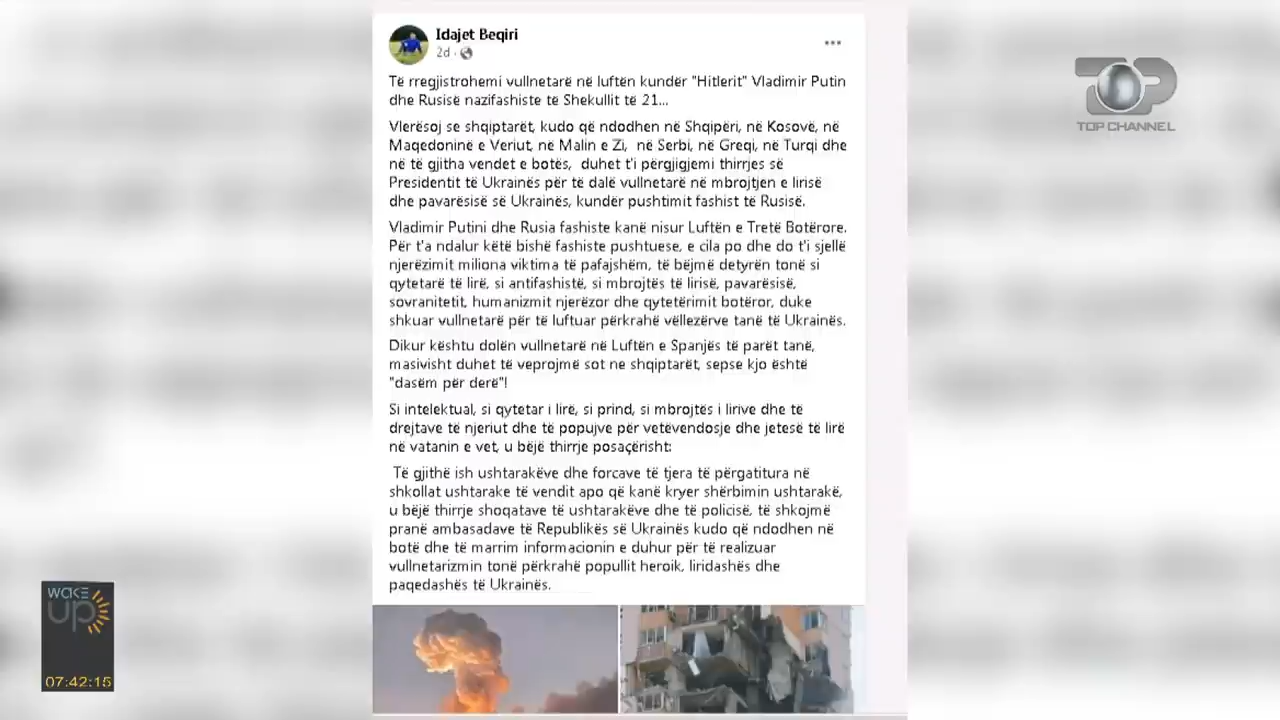 Idajet Beqiri
2d
Të rregjistrohemi vullnetarë në luftën kundër "Hitlerit" Vladimir Putin
dhe Rusisë nazifashiste të Shekullit të 21...
Vlerësoj se shqiptarët, kudo që ndodhen në Shqipëri, në Kosovë, në
Maqedoninë e Veriut, në Malin e Zi, në Serbi, në Greqi, në Turqi dhe
në të gjitha vendet e botës, duhet t'i përgjigjemi thirrjes së
Presidentit të Ukrainës për të dalë vullnetarë në mbrojtjen e lirisë
dhe pavarësisë së Ukrainës, kundër pushtimit fashist të Rusisë.
Vladimir Putini dhe Rusia fashiste kanë nisur Luftën e Tretë Botërore.
Për t'a ndalur këtë bishë fashiste pushtuese, e cila po dhe do t'i sjellë
njerëzimit miliona viktima të pafajshëm, të bëjmë detyrën tonë si
qytetarë të lirë, si antifashistë, si mbrojtës të lirisë, pavarësisë,
sovranitetit, humanizmit njerëzor dhe qytetërimit botëror, duke
shkuar vullnetarë për të luftuar përkrahë vëllezërve tanë të Ukrainës.
Dikur kështu dolën vullnetarë në Luftën e Spanjës të parët tanë,
masivisht duhet të veprojmë sot ne shqiptarët, sepse kjo është
"dasëm për derë"!
Si intelektual, si qytetar i lirë, si prind, si mbrojtës i lirive dhe të
drejtave të njeriut dhe të popujve për vetëvendosje dhe jetesë të lirë
në vatanin e vet, u bëjë thirrje posaçërisht:
Të gjithë ish ushtarakëve dhe forcave të tjera të përgatitura në
shkollat ushtarake të vendit apo që kanë kryer shërbimin ushtarakë,
u bëjë thirrje shoqatave të ushtarakëve dhe të policisë, të shkojmë
pranë ambasadave të Republikës së Ukrainës kudo që ndodhen në
botë dhe të marrim informacionin e duhur për të realizuar
vullnetarizmin tonë përkrahë popullit heroik, liridashës dhe
paqedashës të Ukrainës.
TOP CHANNEL
WAKE
UP
07:42:15